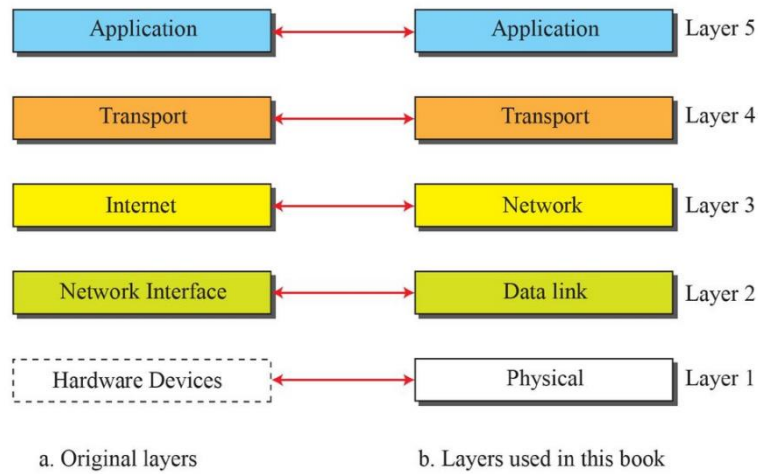 Application Application Layer 5
Transport Transport Layer 4
Internet Network Layer 3
Network Interface Data link Layer 2
Hardware Devices Physical Layer 1
a. Original layers b. Layers used in this book